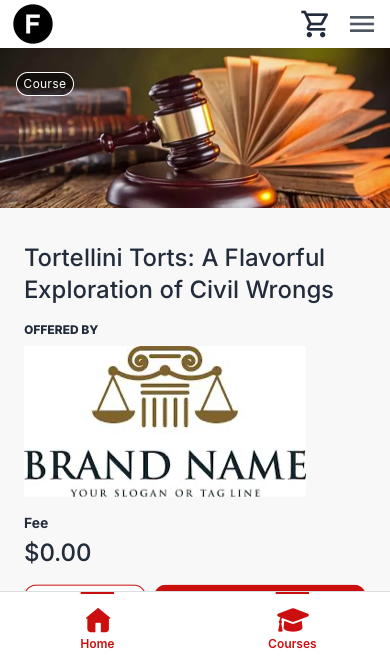 F
Course
Tortellini Torts: A Flavorful
Exploration of Civil Wrongs
OFFERED BY
BRAND NAME
YOUR SLOGAN OR TAG LINE
Fee
$0.00
Home
Courses